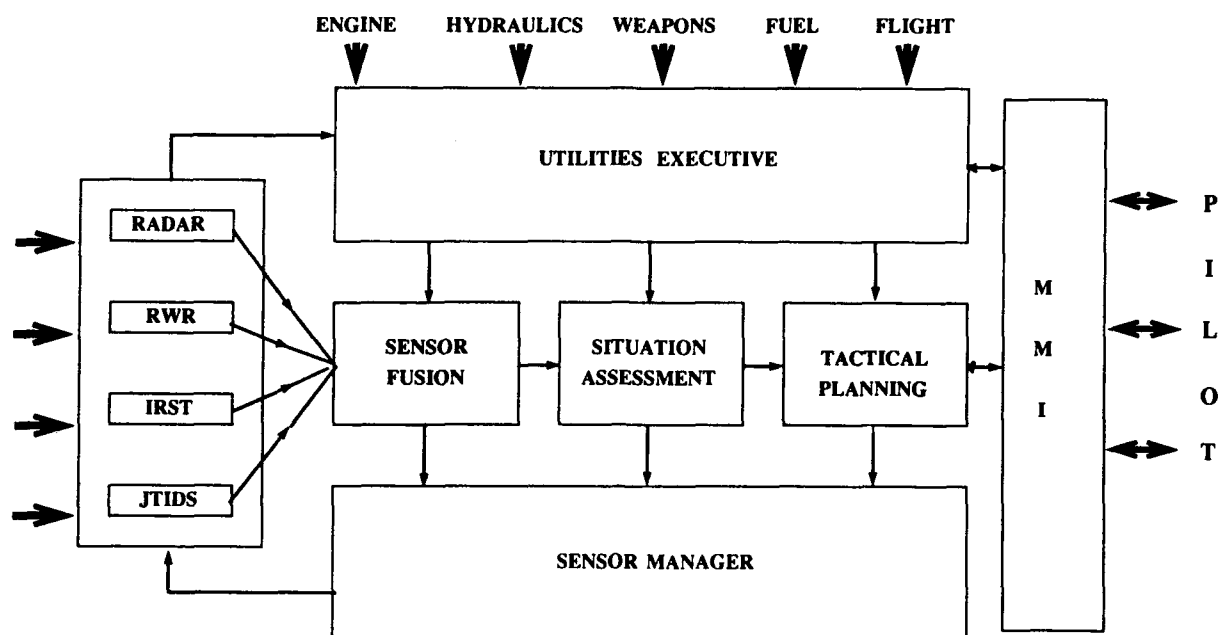 ENGINE HYDRAULICS WEAPONS FUEL FLIGHT
UTILITIES EXECUTIVE
RADAR
RWR
IRST
JTIDS
SENSOR
FUSION
SITUATION
ASSESSMENT
TACTICAL
PLANNING
SENSOR MANAGER
M
M
I
P
I
L
O
T